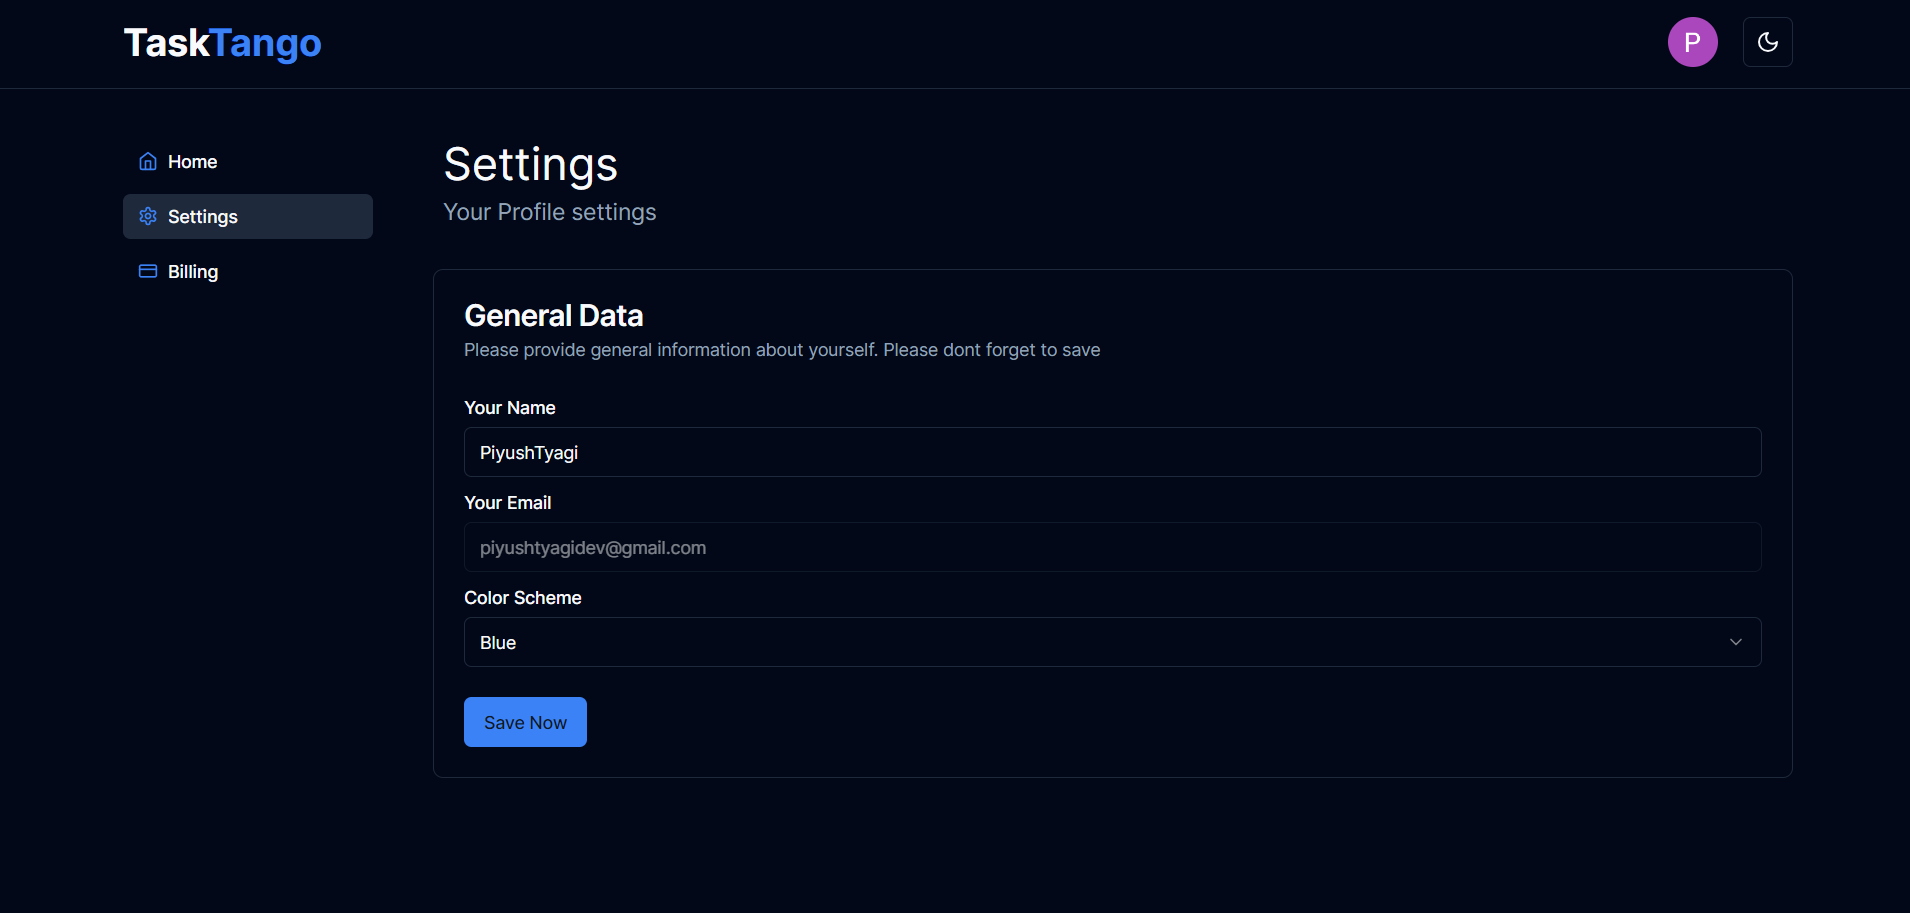 TaskTango
P
Home
Settings
Billing
Settings
Your Profile settings
General Data
Please provide general information about yourself. Please dont forget to save
Your Name
PiyushTyagi
Your Email
piyushtyagidev@gmail.com
Color Scheme
Blue
Save Now